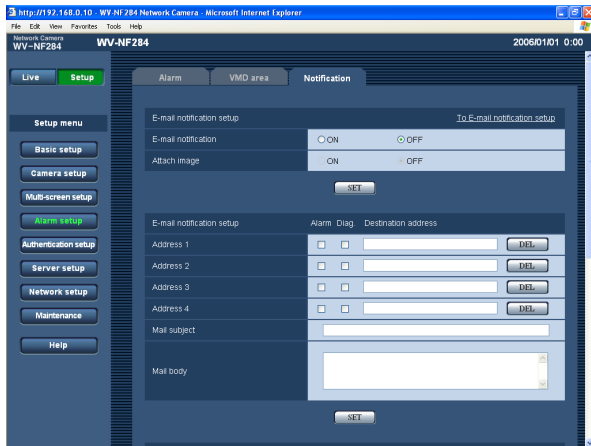 http://192.168.0.10 - WV-NF284 Network Camera - Microsoft Internet Explorer
File Edit View Favorites Tools Help
Network Camera
WV-NF284
WV-NF284
2006/01/01 0:00
Live Setup
Alarm VMD area Notification
Setup menu
Basic setup
Camera setup
Multi-screen setup
Alarm setup
Authentication setup
Server setup
Network setup
Maintenance
Help
E-mail notification setup To E-mail notification setup
E-mail notification ON OFF
Attach image ON OFF
SET
E-mail notification setup Alarm Diag. Destination address
Address 1 DEL
Address 2 DEL
Address 3 DEL
Address 4 DEL
Mail subject
Mail body
SET